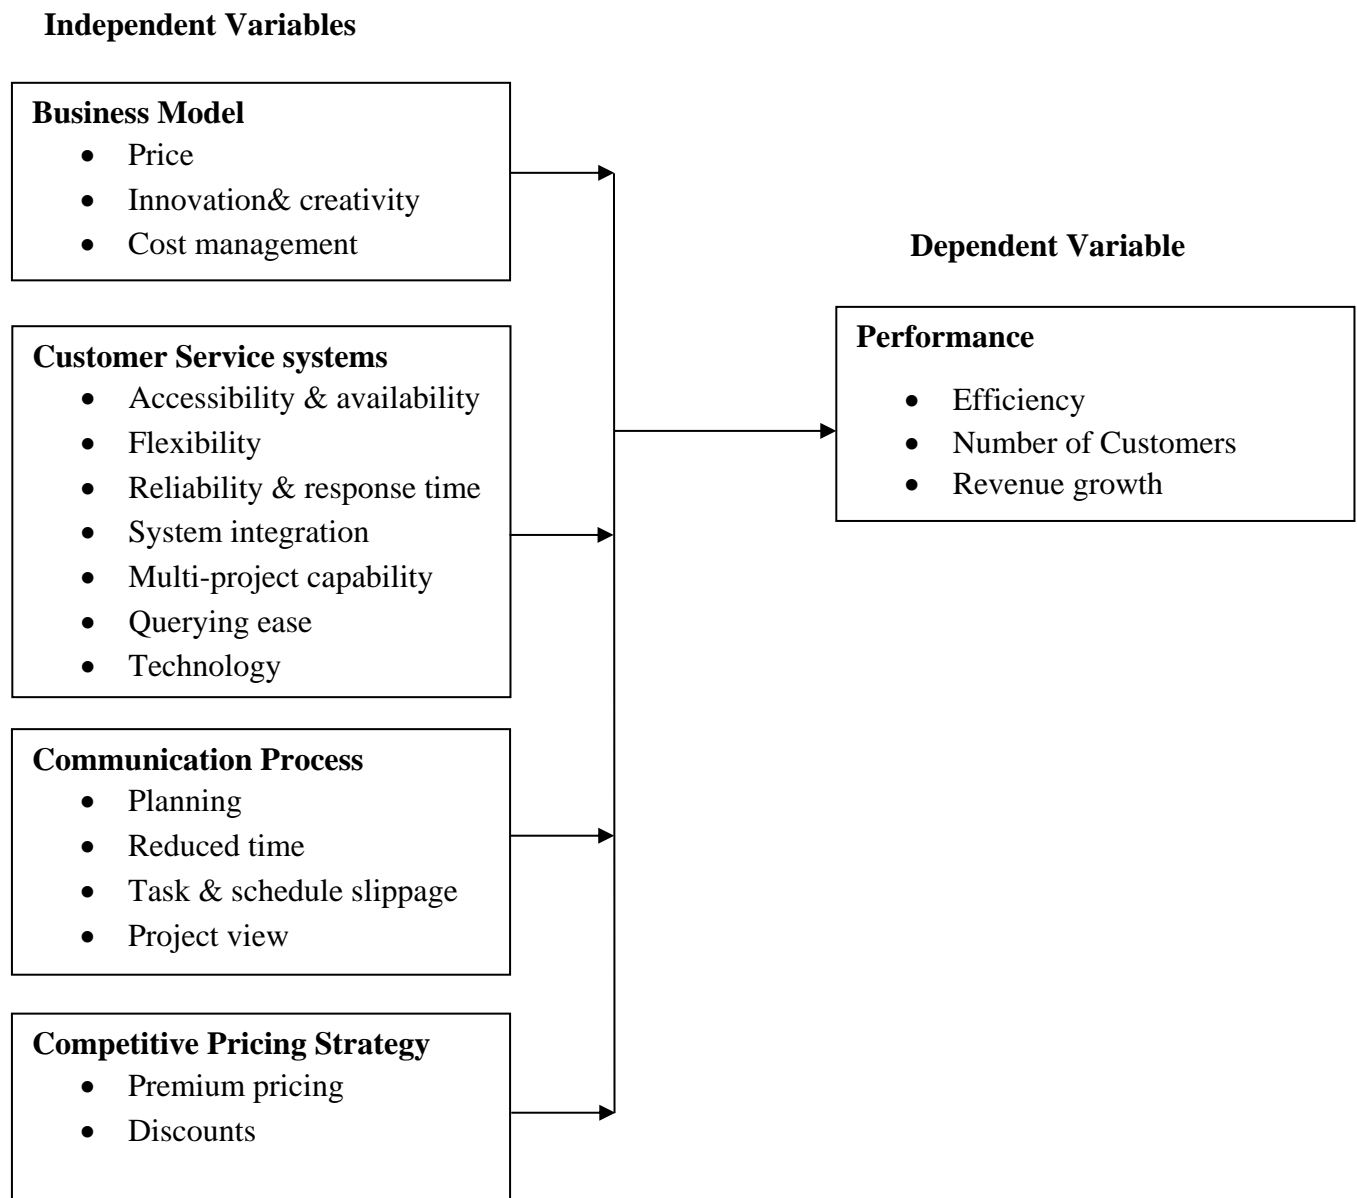 Independent Variables
Business Model
• Price
• Innovation& creativity
• Cost management
Customer Service systems
• Accessibility & availability
• Flexibility
• Reliability & response time
• System integration
• Multi-project capability
• Querying ease
• Technology
Communication Process
• Planning
• Reduced time
• Task & schedule slippage
• Project view
Competitive Pricing Strategy
• Premium pricing
• Discounts
Dependent Variable
Performance
• Efficiency
• Number of Customers
• Revenue growth